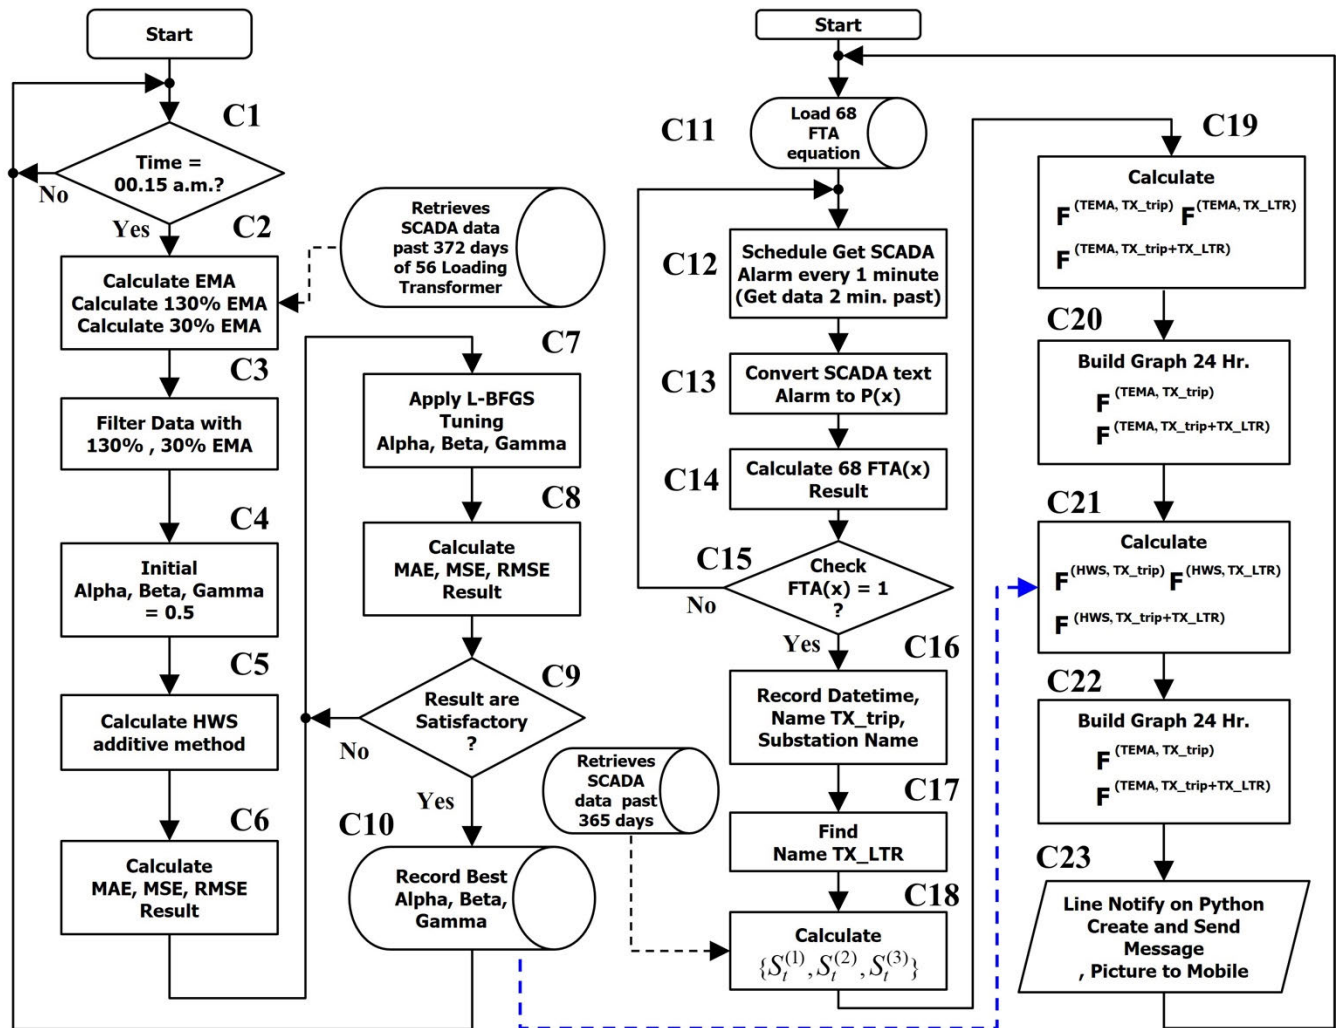 Start
C1
Time =
00.15 a.m.?
No
Yes
C2
Retrieves
SCADA data
past 372 days
of 56 Loading
Transformer
Calculate EMA
Calculate 130% EMA
Calculate 30% EMA
C3
Filter Data with
130% , 30% EMA
C4
Initial
Alpha, Beta, Gamma
= 0.5
C5
Calculate HWS
additive method
C6
Calculate
MAE, MSE, RMSE
Result
C7
Apply L-BFGS
Tuning
Alpha, Beta, Gamma
C8
Calculate
MAE, MSE, RMSE
Result
C9
Result are
Satisfactory
?
No
Yes
C10
Record Best
Alpha, Beta,
Gamma
Start
C11
Load 68
FTA
equation
C12
Schedule Get SCADA
Alarm every 1 minute
(Get data 2 min. past)
C13
Convert SCADA text
Alarm to P(x)
C14
Calculate 68 FTA(x)
Result
C15
Check
FTA(x) = 1
?
No
Yes
C16
Record Datetime,
Name TX_trip,
Substation Name
C17
Find
Name TX_LTR
Retrieves
SCADA
data past
365 days
C18
Calculate
{S_t^(1), S_t^(2), S_t^(3)}
C19
Calculate
F^(TEMA, TX_trip) F^(TEMA, TX_LTR)
F^(TEMA, TX_trip+TX_LTR)
C20
Build Graph 24 Hr.
F^(TEMA, TX_trip)
F^(TEMA, TX_trip+TX_LTR)
C21
Calculate
F^(HWS, TX_trip) F^(HWS, TX_LTR)
F^(HWS, TX_trip+TX_LTR)
C22
Build Graph 24 Hr.
F^(TEMA, TX_trip)
F^(TEMA, TX_trip+TX_LTR)
C23
Line Notify on Python
Create and Send
Message
, Picture to Mobile